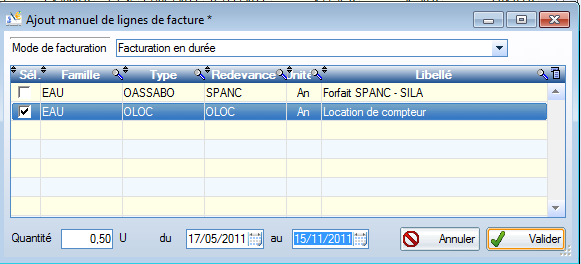 Ajout manuel de lignes de facture *
Mode de facturation Facturation en durée
Sél. Famille Type Redevance Unité Libellé
EAU OASSABO SPANC An Forfait SPANC - SILA
EAU OLOC OLOC An Location de compteur
Quantité 0,50 U du 17/05/2011 au 15/11/2011 Annuler Valider